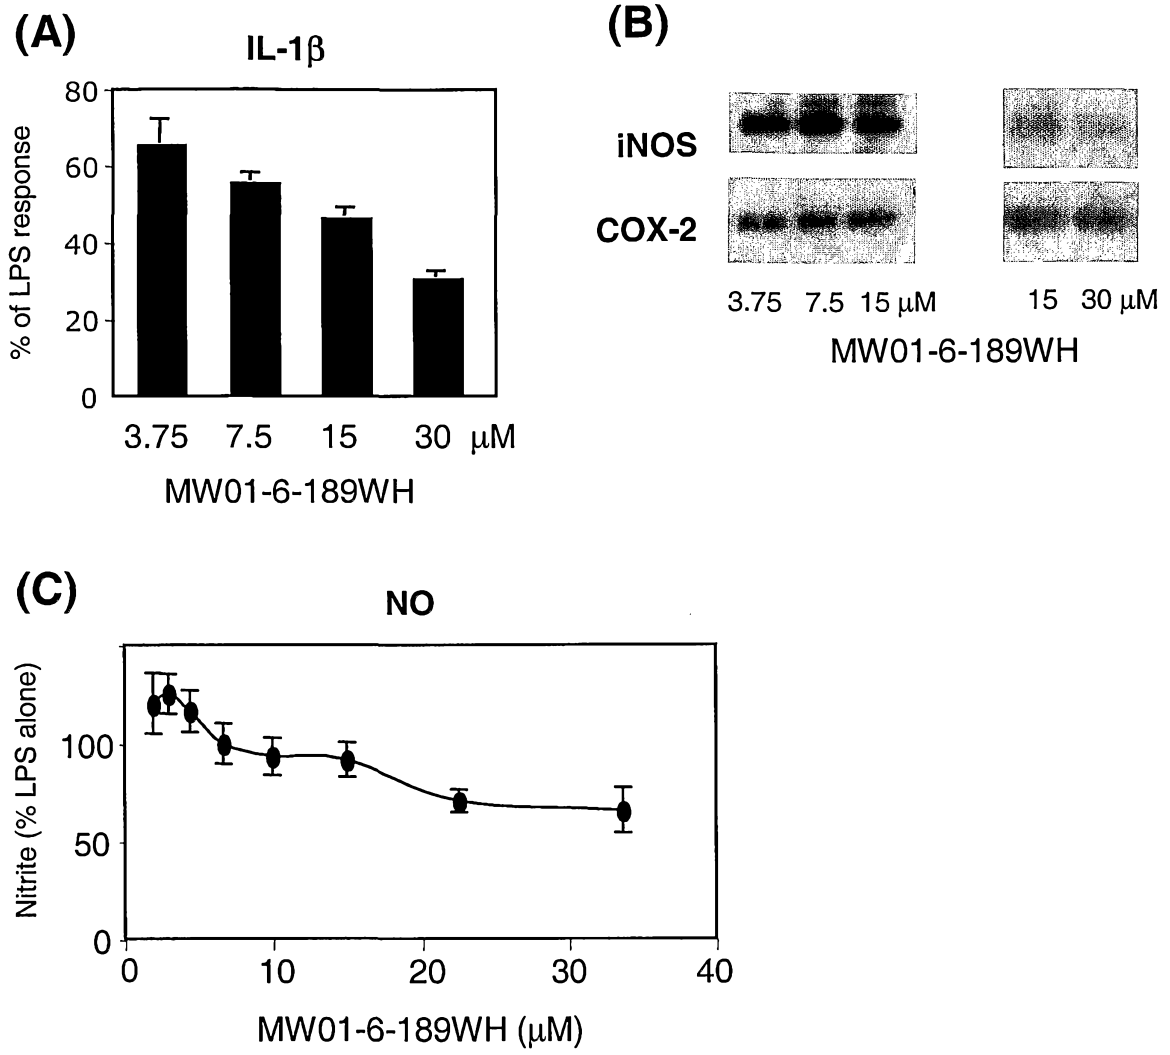 (A)
IL-1β
80
60
40
20
0
% of LPS response
3.75 7.5 15 30 μM
MW01-6-189WH
(B)
iNOS
COX-2
3.75 7.5 15 μM 15 30 μM
MW01-6-189WH
(C)
NO
100
50
0
Nitrite (% LPS alone)
0 10 20 30 40
MW01-6-189WH (μM)